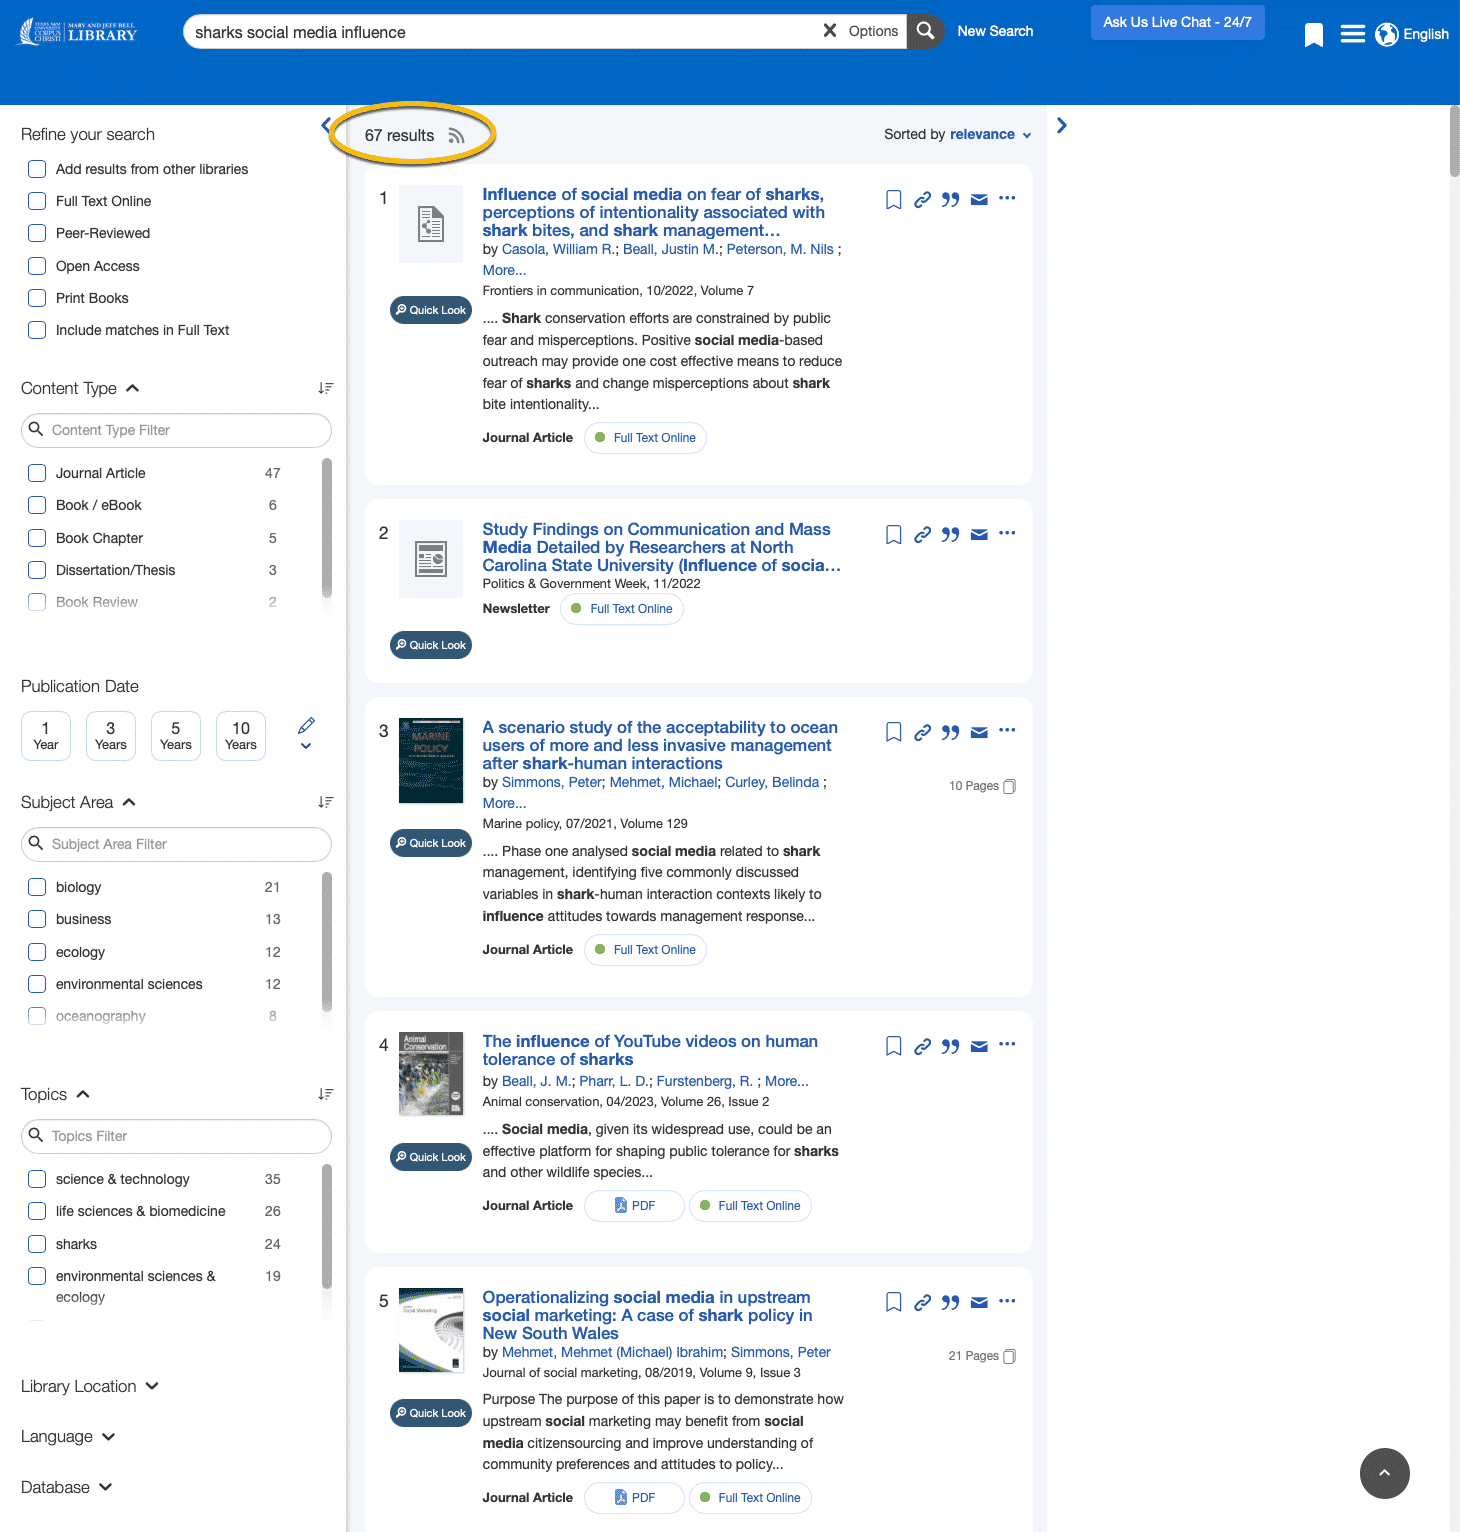 TEXAS A&M
UNIVERSITY
CORPUS
CHRISTI
MARY AND JEFF BELL
LIBRARY
sharks social media influence
Options
New Search
Ask Us Live Chat - 24/7
English
Refine your search
Add results from other libraries
Full Text Online
Peer-Reviewed
Open Access
Print Books
Include matches in Full Text
Content Type
Content Type Filter
Journal Article 47
Book / eBook 6
Book Chapter 5
Dissertation/Thesis 3
Book Review 2
Publication Date
1 Year
3 Years
5 Years
10 Years
Subject Area
Subject Area Filter
biology 21
business 13
ecology 12
environmental sciences 12
oceanography 8
Topics
Topics Filter
science & technology 35
life sciences & biomedicine 26
sharks 24
environmental sciences & 19
ecology
Library Location
Language
Database
67 results
Sorted by relevance
1
Influence of social media on fear of sharks,
perceptions of intentionality associated with
shark bites, and shark management...
by Casola, William R.; Beall, Justin M.; Peterson, M. Nils ;
More...
Frontiers in communication, 10/2022, Volume 7
Quick Look
.... Shark conservation efforts are constrained by public
fear and misperceptions. Positive social media-based
outreach may provide one cost effective means to reduce
fear of sharks and change misperceptions about shark
bite intentionality...
Journal Article Full Text Online
2
Study Findings on Communication and Mass
Media Detailed by Researchers at North
Carolina State University (Influence of socia...
Politics & Government Week, 11/2022
Newsletter Full Text Online
Quick Look
3
MARINE
POLICY
A scenario study of the acceptability to ocean
users of more and less invasive management
after shark-human interactions
by Simmons, Peter; Mehmet, Michael; Curley, Belinda ;
More...
10 Pages
Marine policy, 07/2021, Volume 129
Quick Look
.... Phase one analysed social media related to shark
management, identifying five commonly discussed
variables in shark-human interaction contexts likely to
influence attitudes towards management response...
Journal Article Full Text Online
4
Animal
Conservation
The influence of YouTube videos on human
tolerance of sharks
by Beall, J. M.; Pharr, L. D.; Furstenberg, R. ; More...
Animal conservation, 04/2023, Volume 26, Issue 2
.... Social media, given its widespread use, could be an
effective platform for shaping public tolerance for sharks
and other wildlife species...
Quick Look
Journal Article PDF Full Text Online
5
Social Marketing
Operationalizing social media in upstream
social marketing: A case of shark policy in
New South Wales
by Mehmet, Mehmet (Michael) Ibrahim; Simmons, Peter
21 Pages
Journal of social marketing, 08/2019, Volume 9, Issue 3
Purpose The purpose of this paper is to demonstrate how
Quick Look
upstream social marketing may benefit from social
media citizensourcing and improve understanding of
community preferences and attitudes to policy...
Journal Article PDF Full Text Online